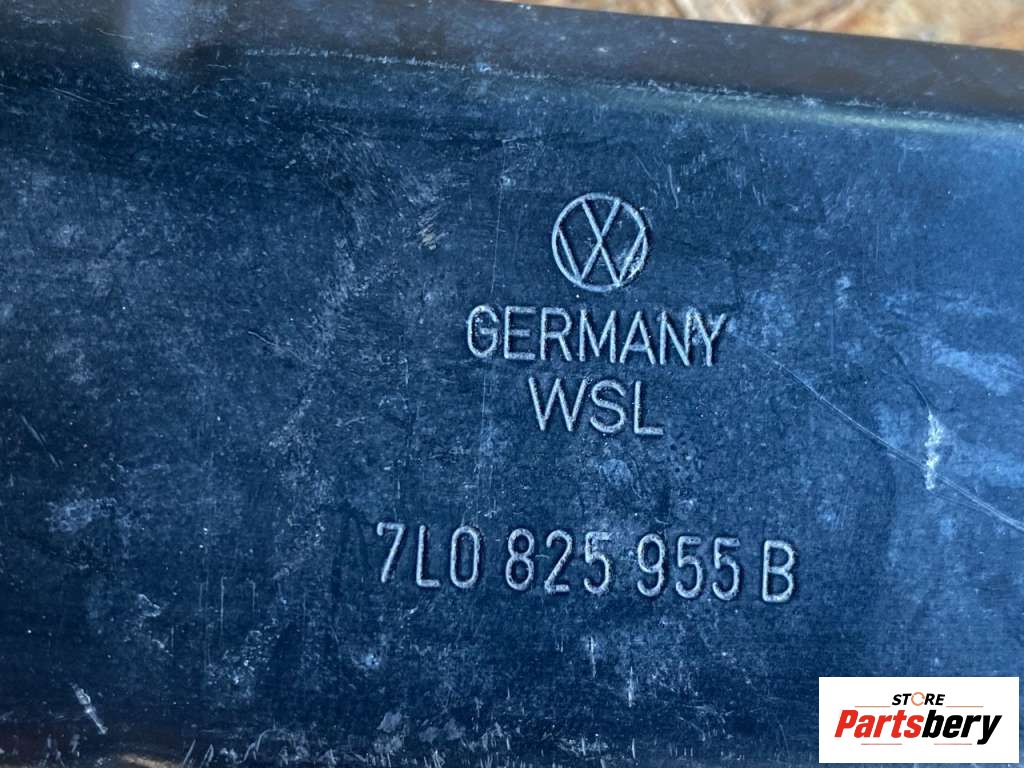 GERMANY
WSL
7L0 825 955 B
STORE
Partsbery